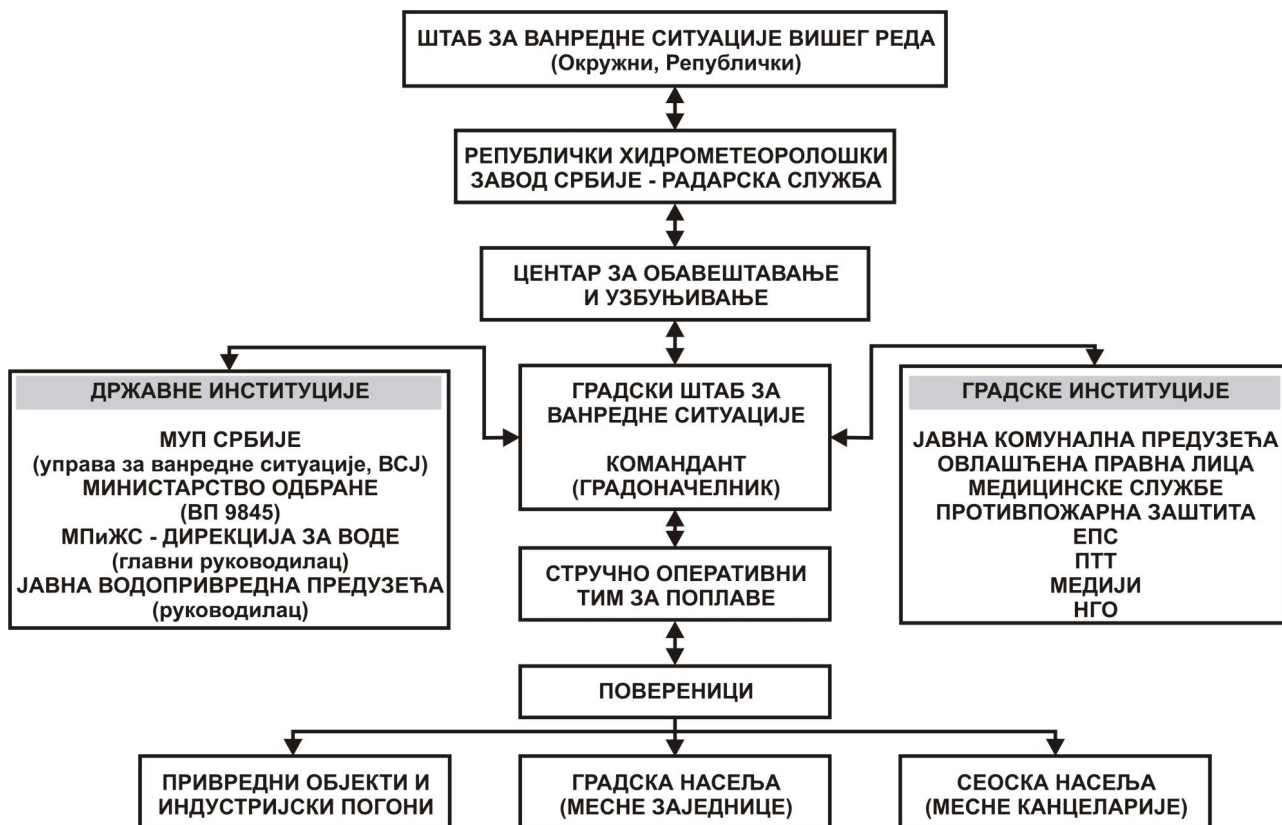 ШТАБ ЗА ВАНРЕДНЕ СИТУАЦИЈЕ ВИШЕГ РЕДА
(Окружни, Републички)
РЕПУБЛИЧКИ ХИДРОМЕТЕОРОЛОШКИ
ЗАВОД СРБИЈЕ - РАДАРСКА СЛУЖБА
ЦЕНТАР ЗА ОБАВЕШТАВАЊЕ
И УЗБУЊИВАЊЕ
ДРЖАВНЕ ИНСТИТУЦИЈЕ
МУП СРБИЈЕ
(управа за ванредне ситуације, ВСЈ)
МИНИСТАРСТВО ОДБРАНЕ
(ВП 9845)
МПиЖС - ДИРЕКЦИЈА ЗА ВОДЕ
(главни руководилац)
ЈАВНА ВОДОПРИВРЕДНА ПРЕДУЗЕЋА
(руководилац)
ГРАДСКИ ШТАБ ЗА
ВАНРЕДНЕ СИТУАЦИЈЕ
КОМАНДАНТ
(ГРАДОНАЧЕЛНИК)
ГРАДСКЕ ИНСТИТУЦИЈЕ
ЈАВНА КОМУНАЛНА ПРЕДУЗЕЋА
ОВЛАШЋЕНА ПРАВНА ЛИЦА
МЕДИЦИНСКЕ СЛУЖБЕ
ПРОТИВПОЖАРНА ЗАШТИТА
ЕПС
ПТТ
МЕДИЈИ
НГО
СТРУЧНО ОПЕРАТИВНИ
ТИМ ЗА ПОПЛАВЕ
ПОВЕРЕНИЦИ
ПРИВРЕДНИ ОБЈЕКТИ И
ИНДУСТРИЈСКИ ПОГОНИ
ГРАДСКА НАСЕЉА
(МЕСНЕ ЗАЈЕДНИЦЕ)
СЕОСКА НАСЕЉА
(МЕСНЕ КАНЦЕЛАРИЈЕ)